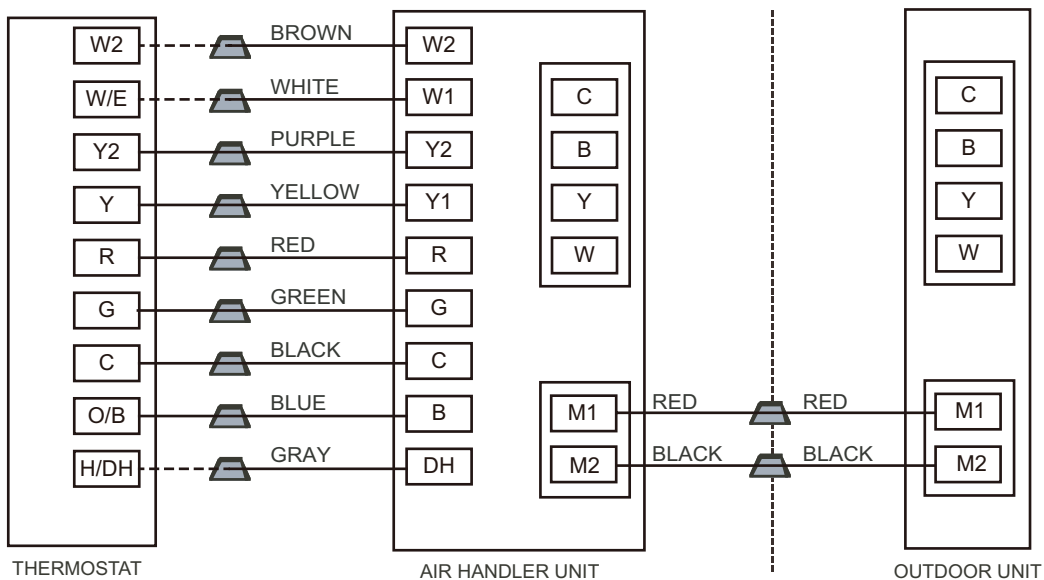 W2 BROWN W2
W/E WHITE W1 C C
Y2 PURPLE Y2 B B
Y YELLOW Y1 Y Y
R RED R W W
G GREEN G
C BLACK C
O/B BLUE B M1 RED RED M1
H/DH GRAY DH M2 BLACK BLACK M2
THERMOSTAT AIR HANDLER UNIT OUTDOOR UNIT